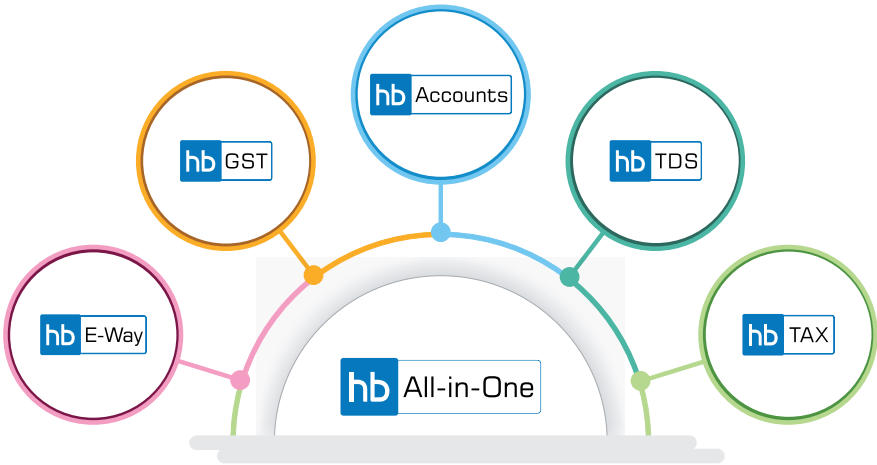 hb Accounts
hb GST
hb TDS
hb E-Way
hb TAX
hb All-in-One